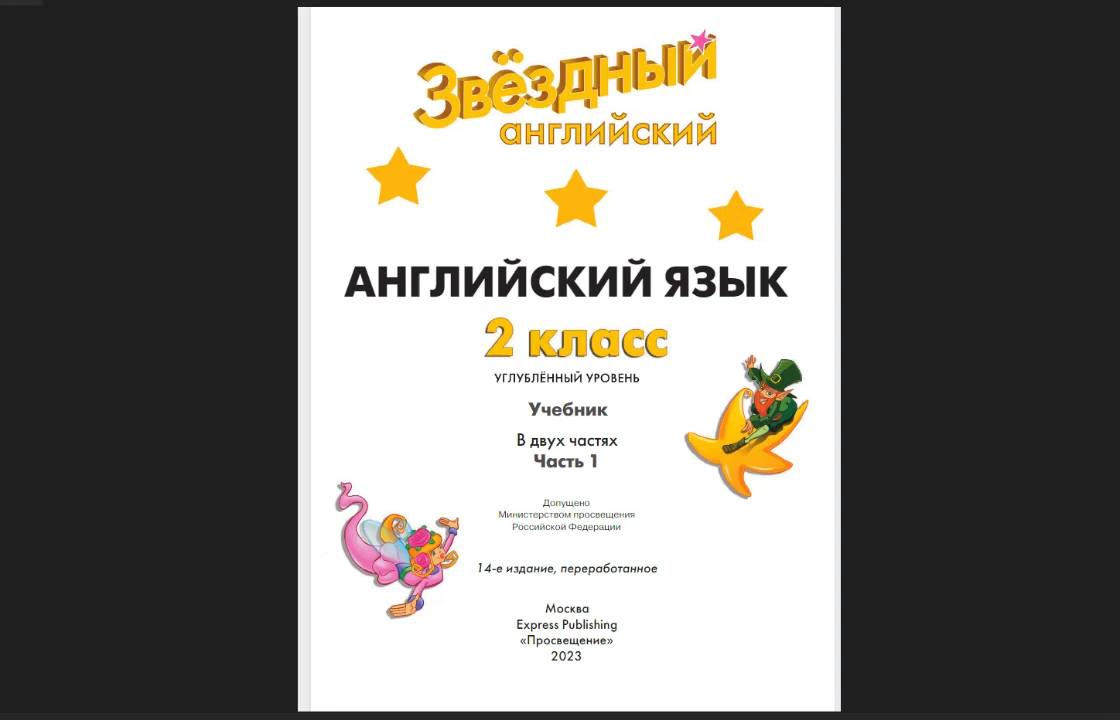 Звёздный
английский
АНГЛИЙСКИЙ ЯЗЫК
2 класс
УГЛУБЛЁННЫЙ УРОВЕНЬ
Учебник
В двух частях
Часть 1
Допущено
Министерством просвещения
Российской Федерации
14-е издание, переработанное
Москва
Express Publishing
«Просвещение»
2023